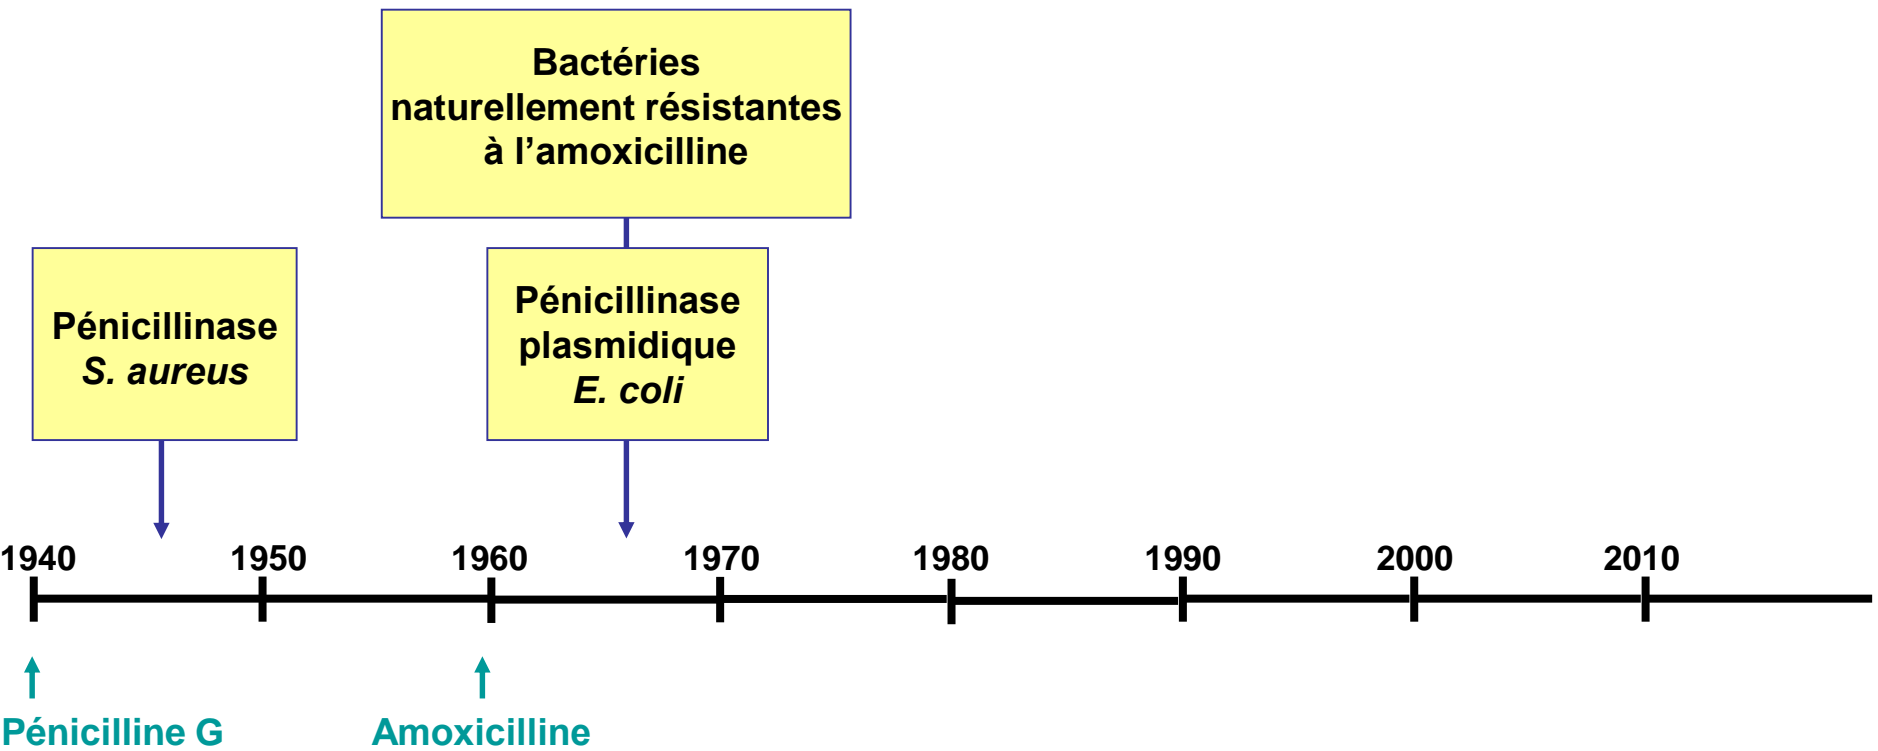 Bactéries
naturellement résistantes
à l’amoxicilline
Pénicillinase
S. aureus
Pénicillinase
plasmidique
E. coli
1940 1950 1960 1970 1980 1990 2000 2010
Pénicilline G Amoxicilline